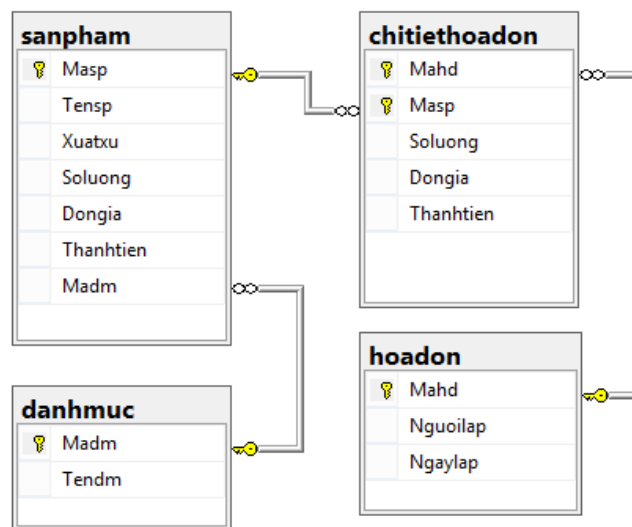 sanpham
Masp
Tensp
Xuatxu
Soluong
Dongia
Thanhtien
Madm
danhmuc
Madm
Tendm
chitiethoadon
Mahd
Masp
Soluong
Dongia
Thanhtien
hoadon
Mahd
Nguoilap
Ngaylap